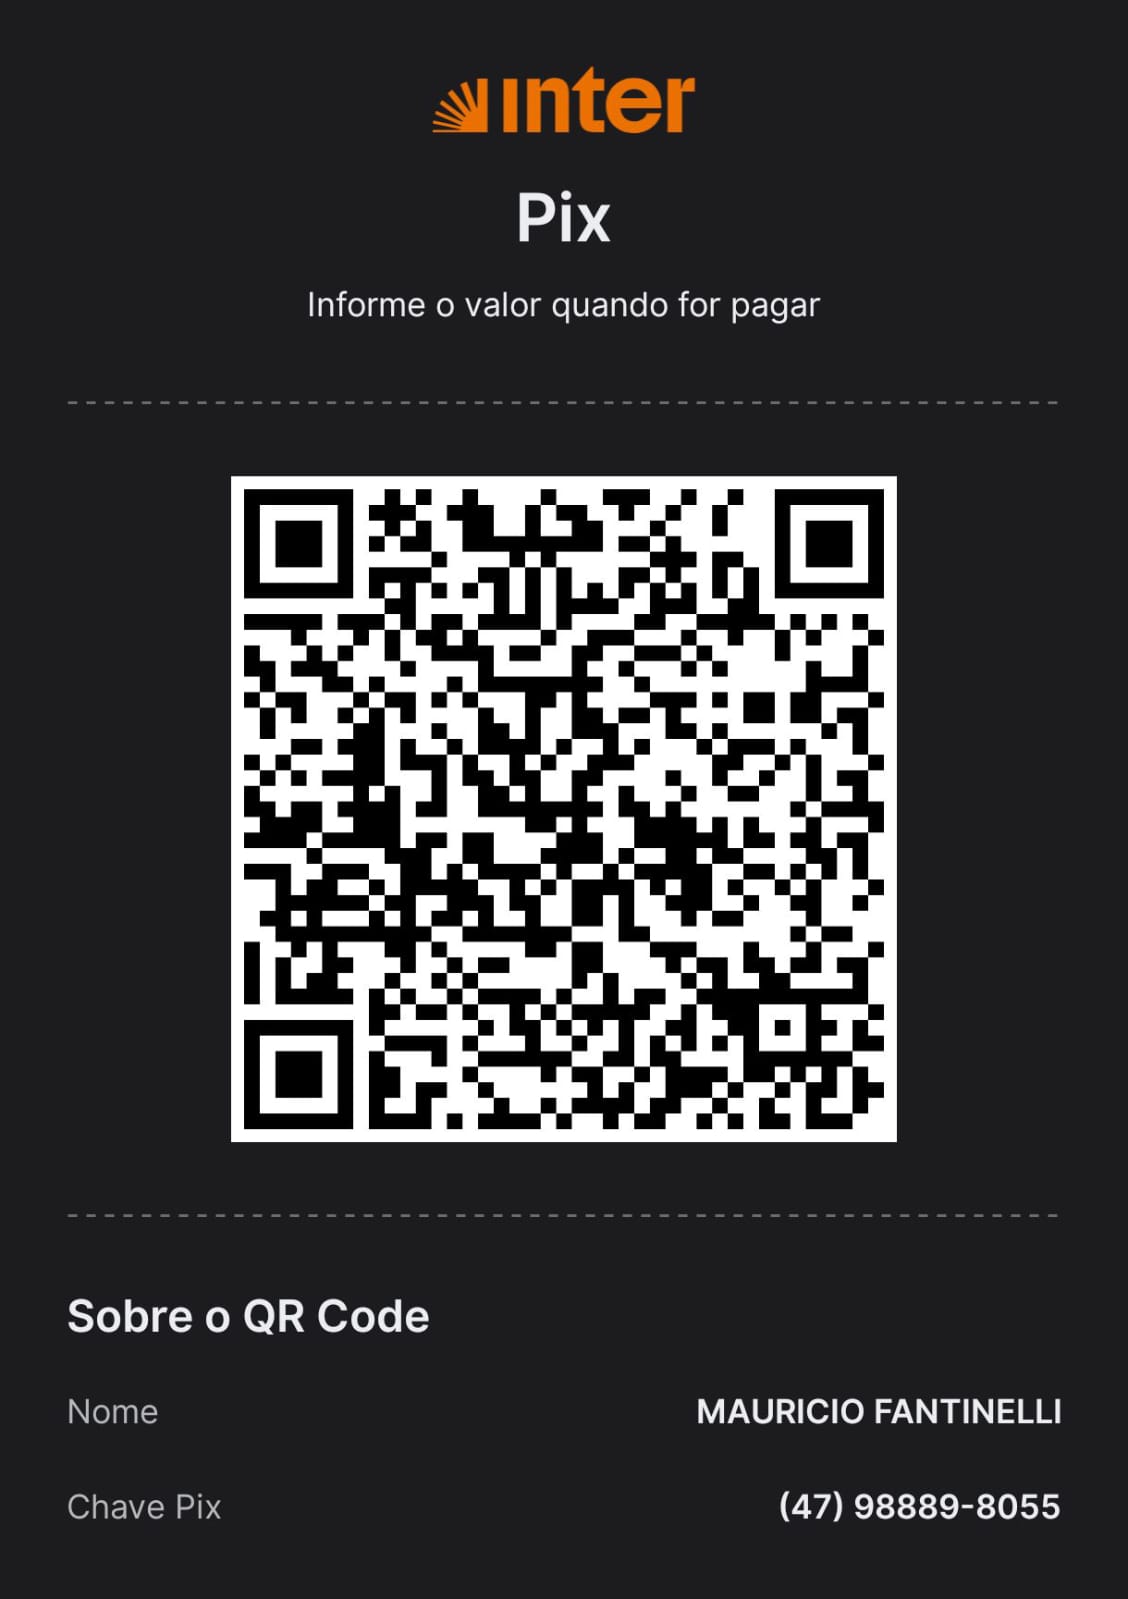 inter
Pix
Informe o valor quando for pagar
Sobre o QR Code
Nome MAURICIO FANTINELLI
Chave Pix (47) 98889-8055